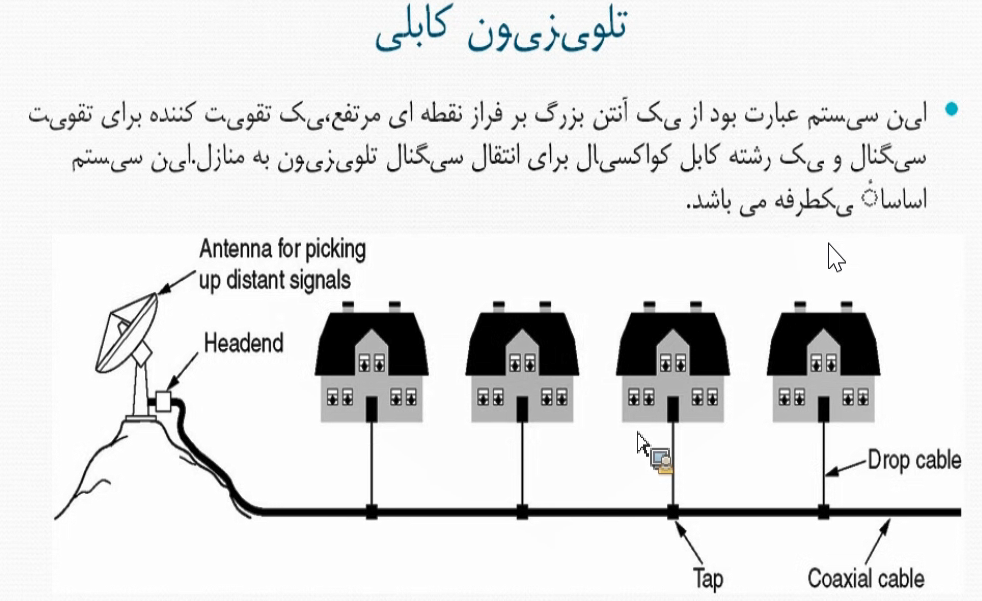 تلویزیون کابلی
این سیستم عبارت بود از یک آنتن بزرگ بر فراز نقطه ای مرتفع،یک تقویت کننده برای تقویت
سیگنال و یک رشته کابل کواکسیال برای انتقال سیگنال تلویزیون به منازل.این سیستم
اساساٌ یکطرفه می باشد.
Antenna for picking
up distant signals
Headend
Drop cable
Tap
Coaxial cable